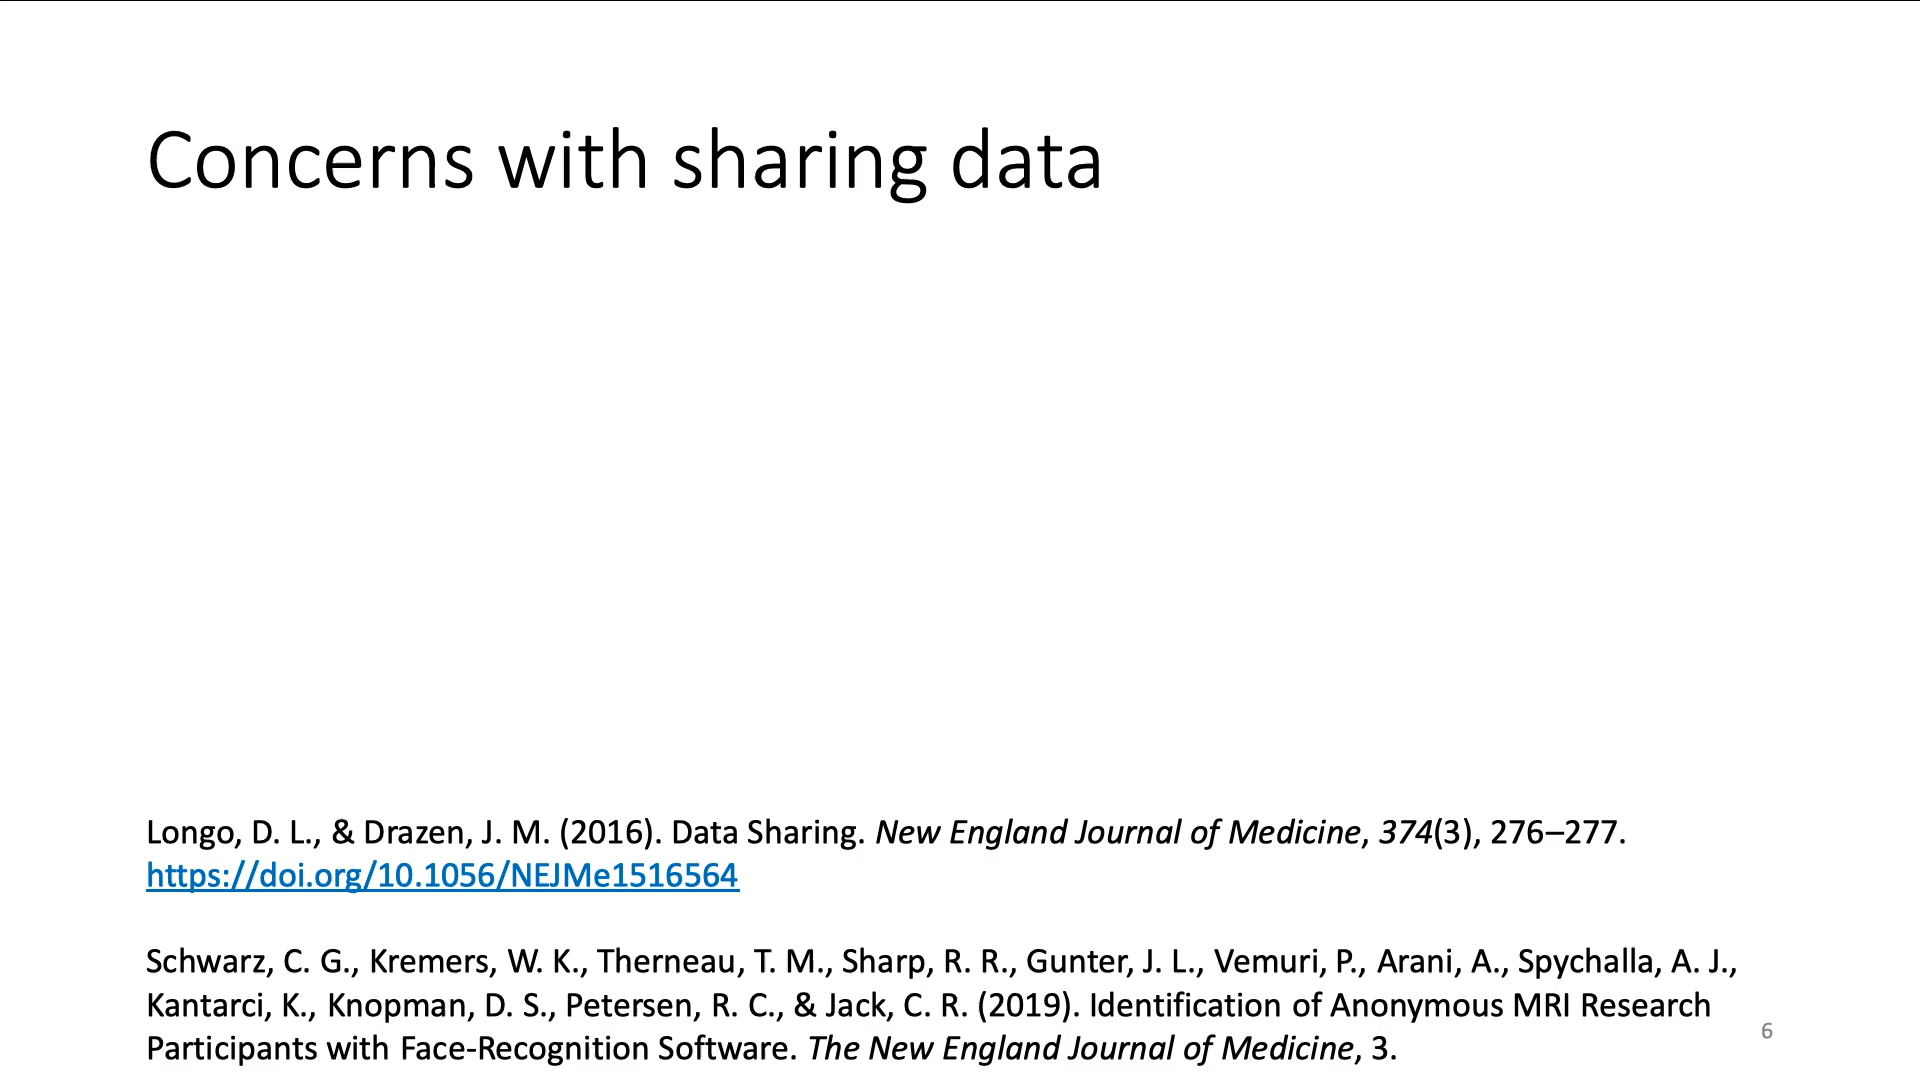 Concerns with sharing data
Longo, D. L., & Drazen, J. M. (2016). Data Sharing. New England Journal of Medicine, 374(3), 276–277.
https://doi.org/10.1056/NEJMe1516564
Schwarz, C. G., Kremers, W. K., Therneau, T. M., Sharp, R. R., Gunter, J. L., Vemuri, P., Arani, A., Spychalla, A. J.,
Kantarci, K., Knopman, D. S., Petersen, R. C., & Jack, C. R. (2019). Identification of Anonymous MRI Research
Participants with Face-Recognition Software. The New England Journal of Medicine, 3.
6